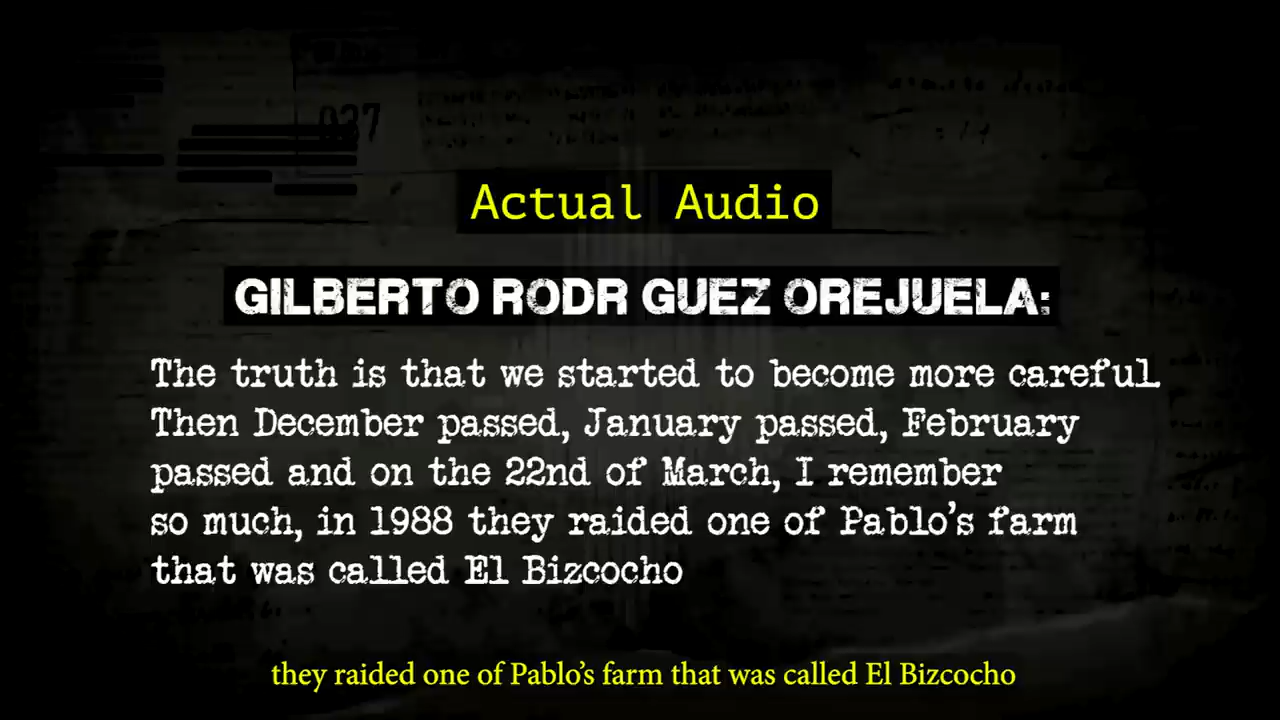 037
Actual Audio
GILBERTO RODR GUEZ OREJUELA:
The truth is that we started to become more careful.
Then December passed, January passed, February
passed and on the 22nd of March, I remember
so much, in 1988 they raided one of Pablo's farm
that was called El Bizcocho
they raided one of Pablo's farm that was called El Bizcocho